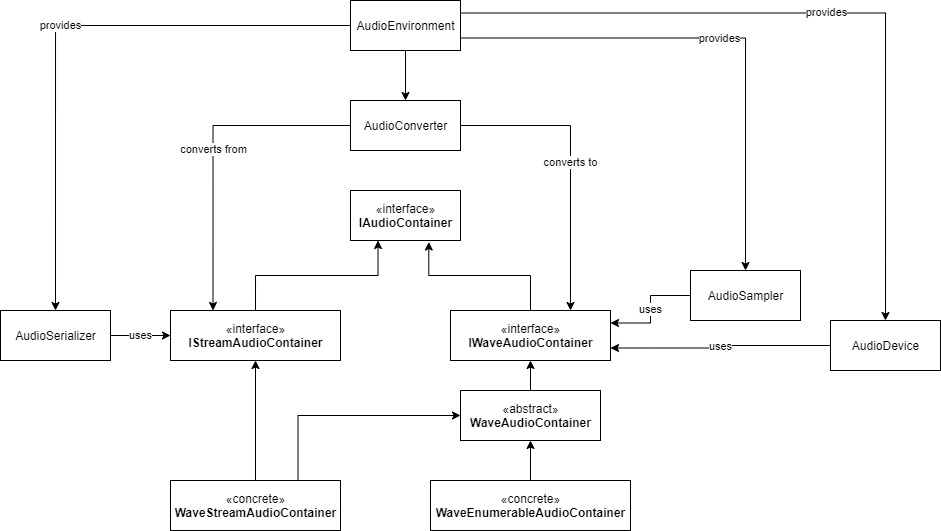 provides
AudioEnvironment
provides
provides
AudioConverter
converts from
converts to
«interface»
IAudioContainer
AudioSampler
uses
AudioSerializer
uses
«interface»
IStreamAudioContainer
«interface»
IWaveAudioContainer
uses
AudioDevice
«abstract»
WaveAudioContainer
«concrete»
WaveStreamAudioContainer
«concrete»
WaveEnumerableAudioContainer